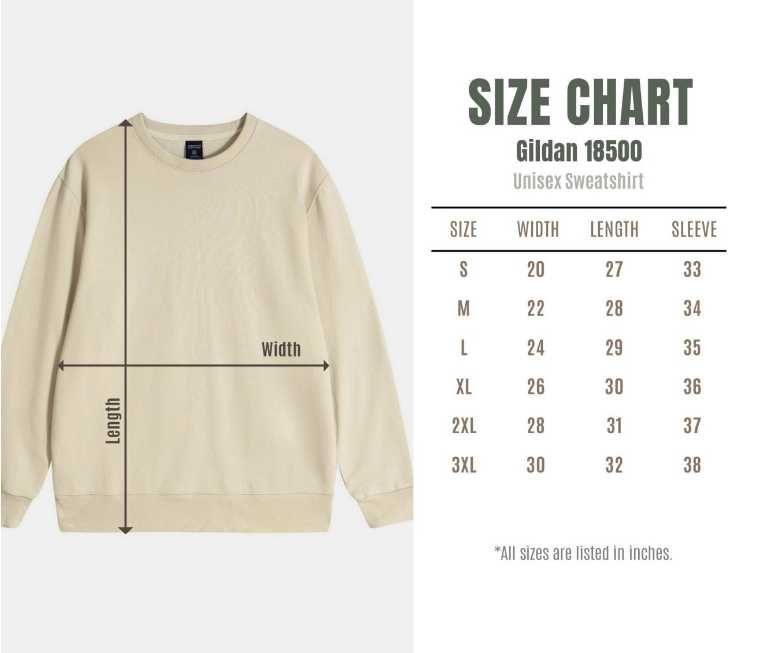 SIZE CHART
Gildan 18500
Unisex Sweatshirt
SIZE WIDTH LENGTH SLEEVE
S 20 27 33
M 22 28 34
L 24 29 35
XL 26 30 36
2XL 28 31 37
3XL 30 32 38
*All sizes are listed in inches.
Width
Length